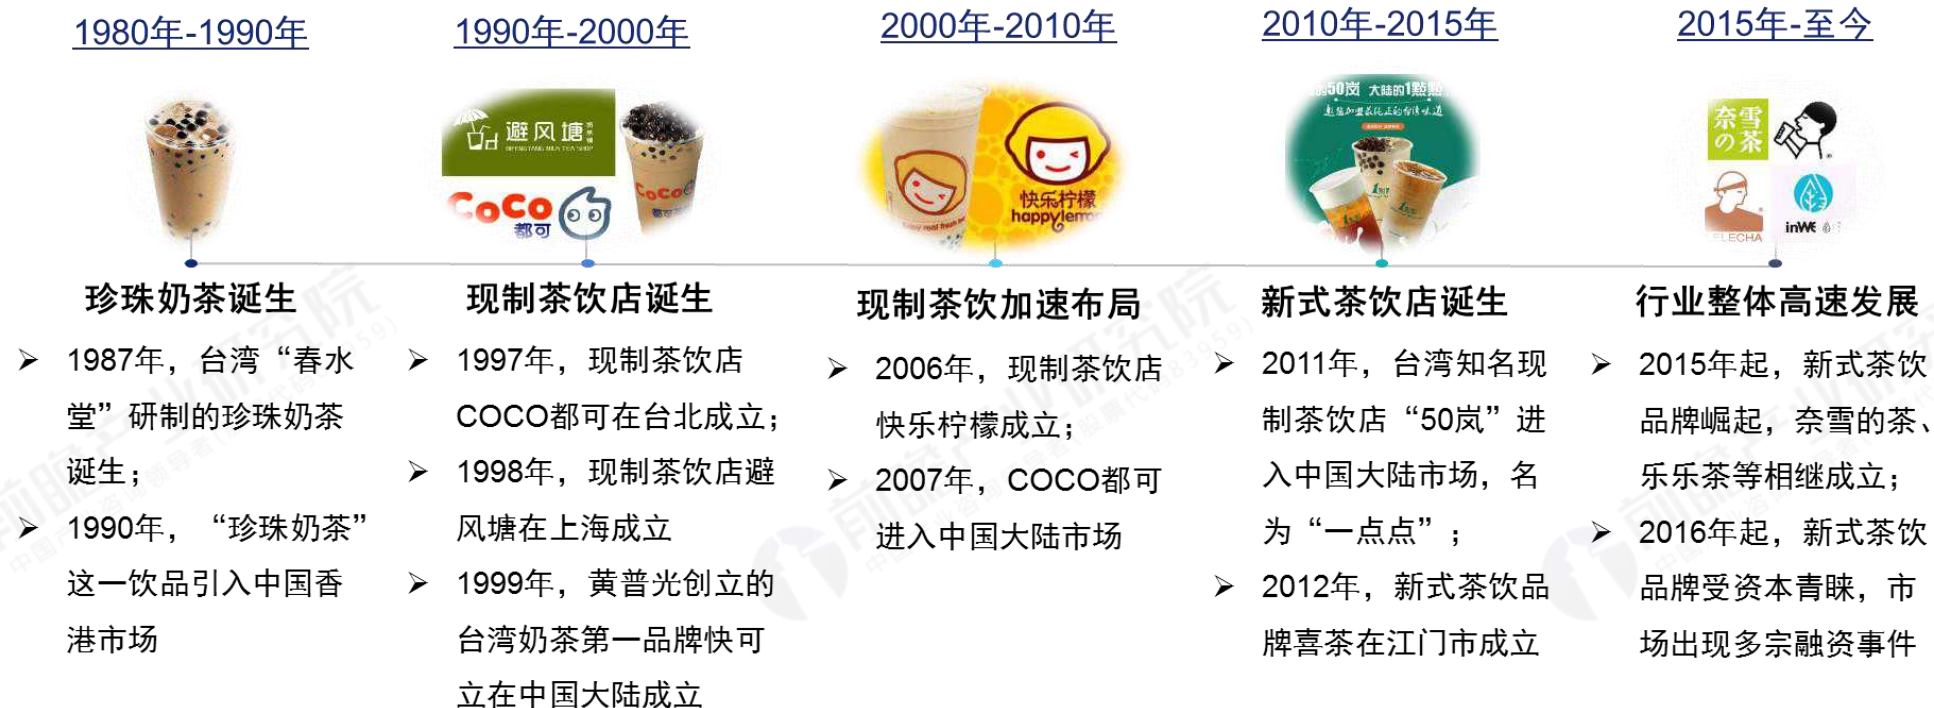 1980年-1990年
1990年-2000年
2000年-2010年
2010年-2015年
2015年-至今
避风塘
CoCo
都可
CoCo
快乐柠檬
50岚 大陆的1點點
奈雪
の茶
inWE
珍珠奶茶诞生
➢ 1987年，台湾“春水
堂”研制的珍珠奶茶
诞生；
➢ 1990年，“珍珠奶茶”
这一饮品引入中国香
港市场
现制茶饮店诞生
➢ 1997年，现制茶饮店
COCO都可在台北成立；
➢ 1998年，现制茶饮店避
风塘在上海成立
➢ 1999年，黄普光创立的
台湾奶茶第一品牌快可
立在中国大陆成立
现制茶饮加速布局
➢ 2006年，现制茶饮店
快乐柠檬成立；
➢ 2007年，COCO都可
进入中国大陆市场
新式茶饮店诞生
➢ 2011年，台湾知名现
制茶饮店“50岚”进
入中国大陆市场，名
为“一点点”；
➢ 2012年，新式茶饮品
牌喜茶在江门市成立
行业整体高速发展
➢ 2015年起，新式茶饮
品牌崛起，奈雪的茶、
乐乐茶等相继成立；
➢ 2016年起，新式茶饮
品牌受资本青睐，市
场出现多宗融资事件